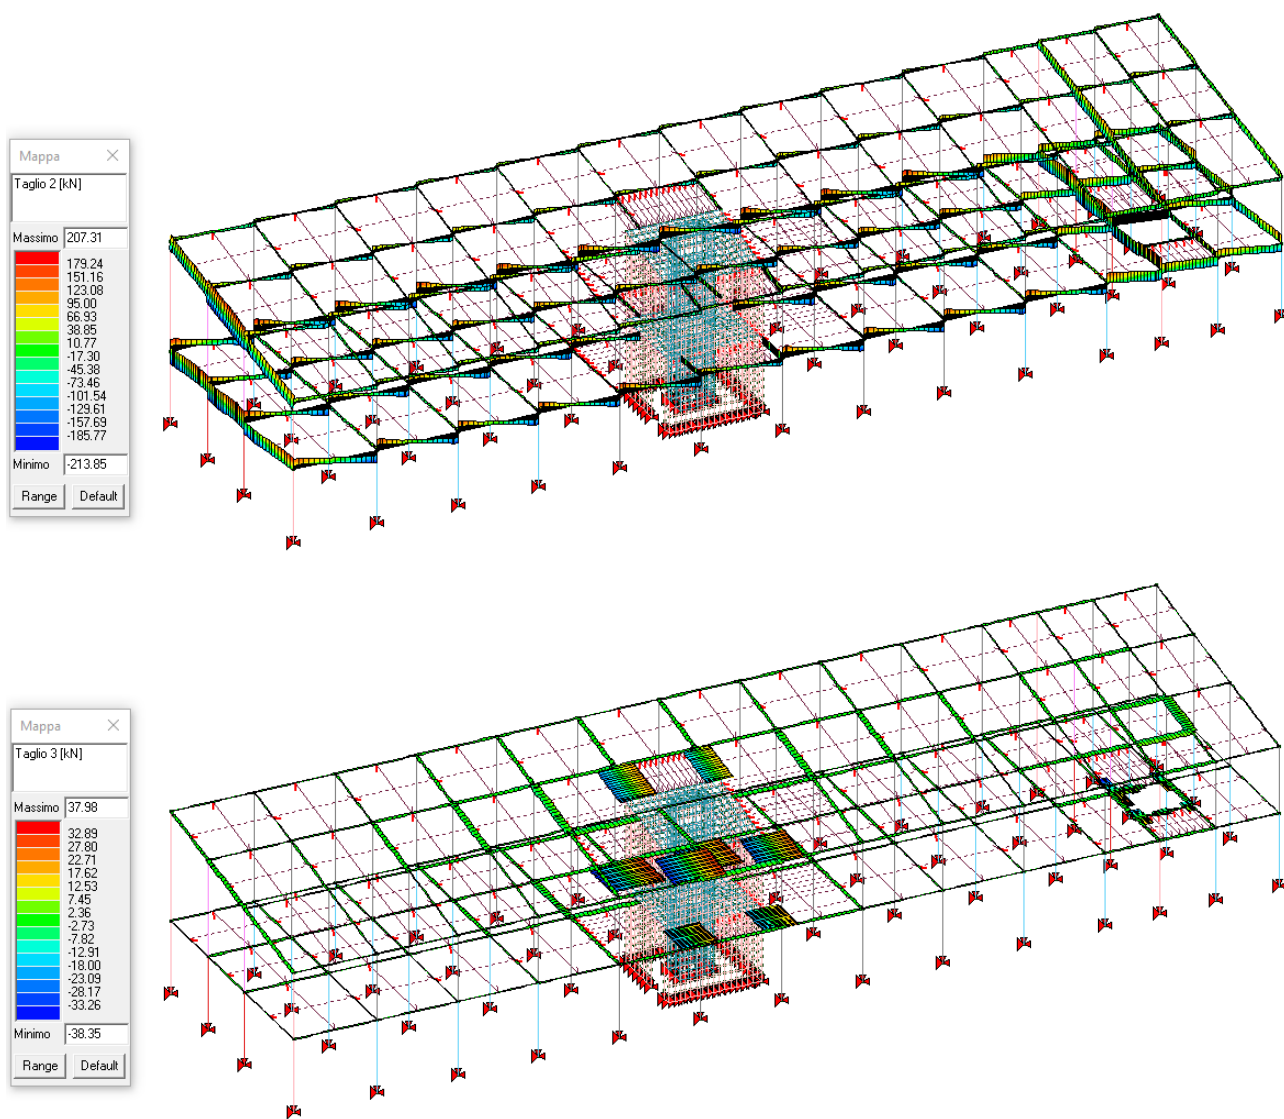 Mappa
Taglio 2 [kN]
Massimo 207.31
179.24
151.16
123.08
95.00
66.93
38.85
10.77
-17.30
-45.38
-73.46
-101.54
-129.61
-157.69
-185.77
Minimo -213.85
Range Default
Mappa
Taglio 3 [kN]
Massimo 37.98
32.89
27.80
22.71
17.62
12.53
7.45
2.36
-2.73
-7.82
-12.91
-18.00
-23.09
-28.17
-33.26
Minimo -38.35
Range Default